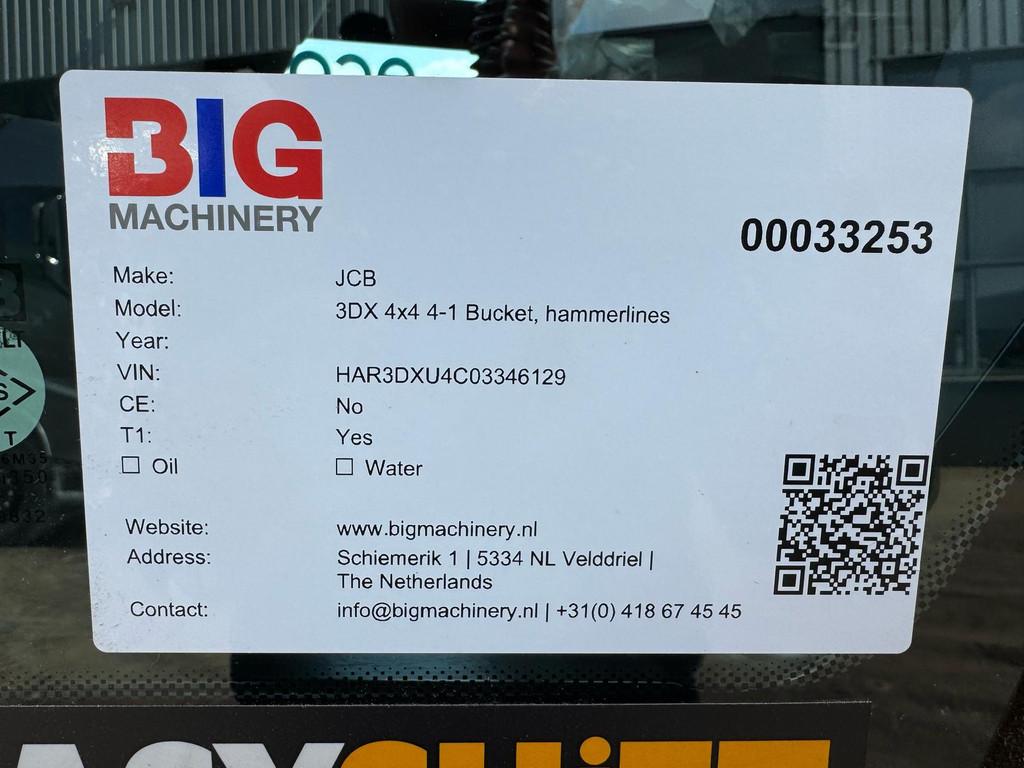 BIG
MACHINERY
00033253
Make: JCB
Model: 3DX 4x4 4-1 Bucket, hammerlines
Year:
VIN: HAR3DXU4C03346129
CE: No
T1: Yes
☐ Oil ☐ Water
Website: www.bigmachinery.nl
Address: Schiemerik 1 | 5334 NL Velddriel |
The Netherlands
Contact: info@bigmachinery.nl | +31(0) 418 67 45 45